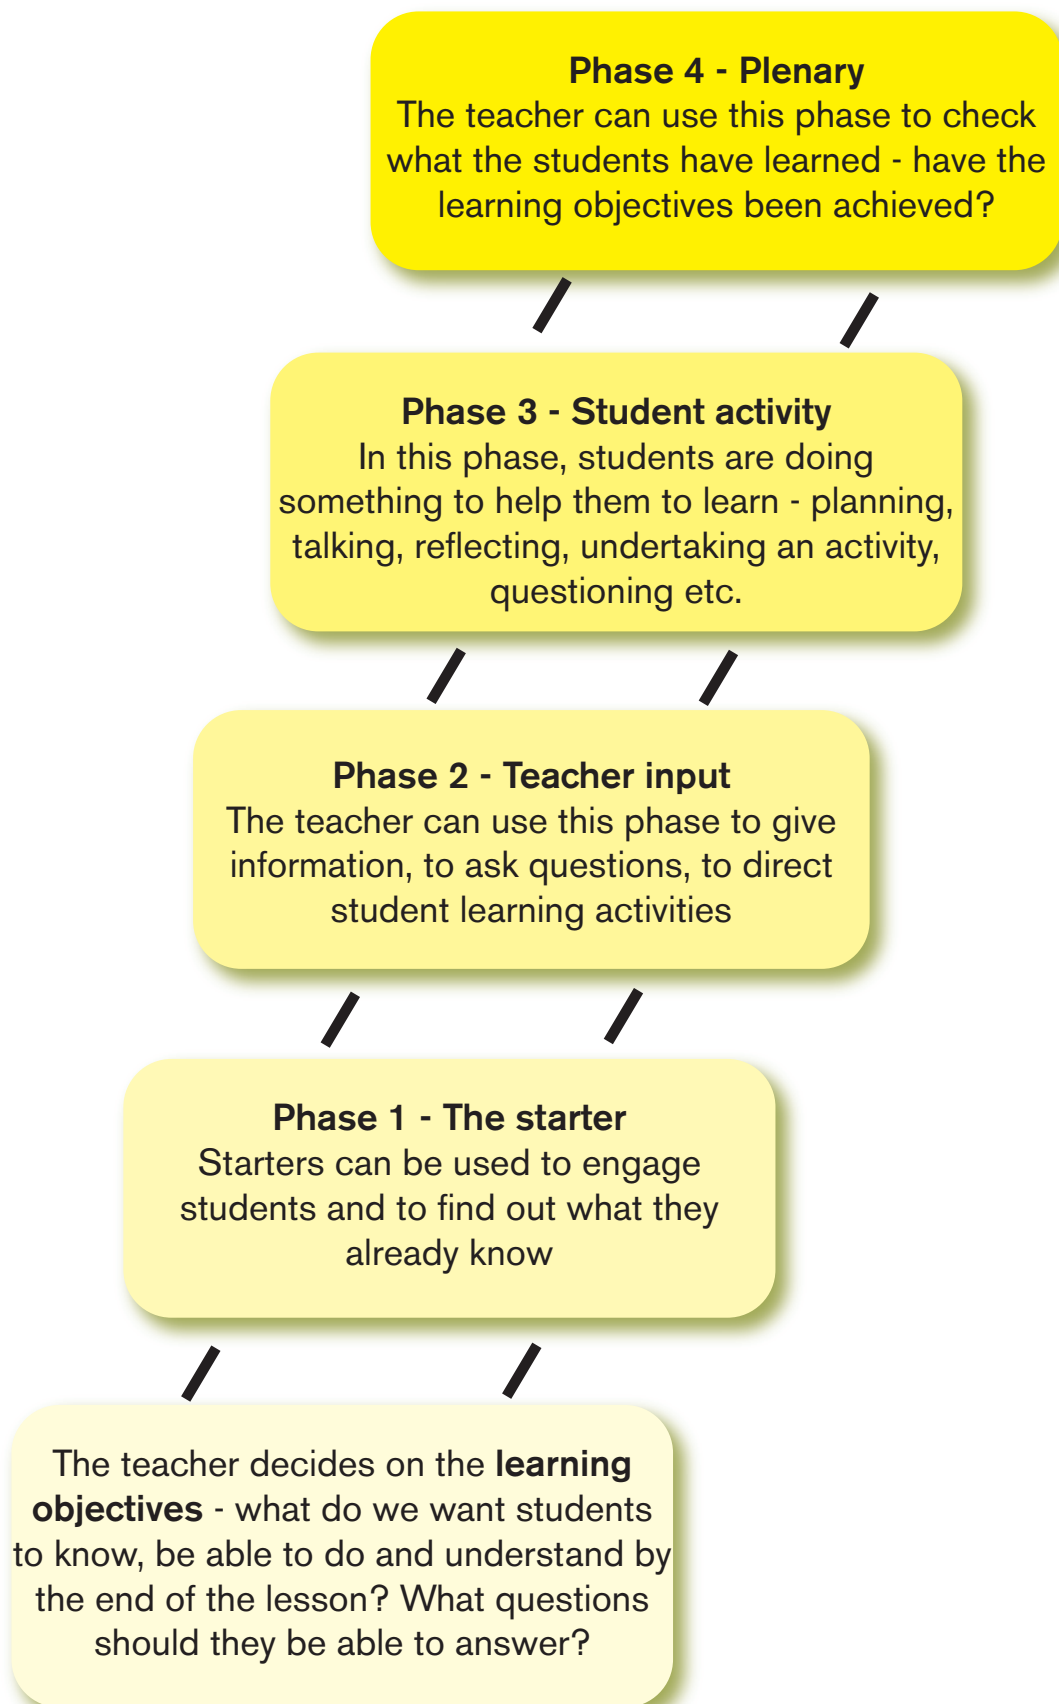 Phase 4 - Plenary
The teacher can use this phase to check
what the students have learned - have the
learning objectives been achieved?
Phase 3 - Student activity
In this phase, students are doing
something to help them to learn - planning,
talking, reflecting, undertaking an activity,
questioning etc.
Phase 2 - Teacher input
The teacher can use this phase to give
information, to ask questions, to direct
student learning activities
Phase 1 - The starter
Starters can be used to engage
students and to find out what they
already know
The teacher decides on the learning
objectives - what do we want students
to know, be able to do and understand by
the end of the lesson? What questions
should they be able to answer?